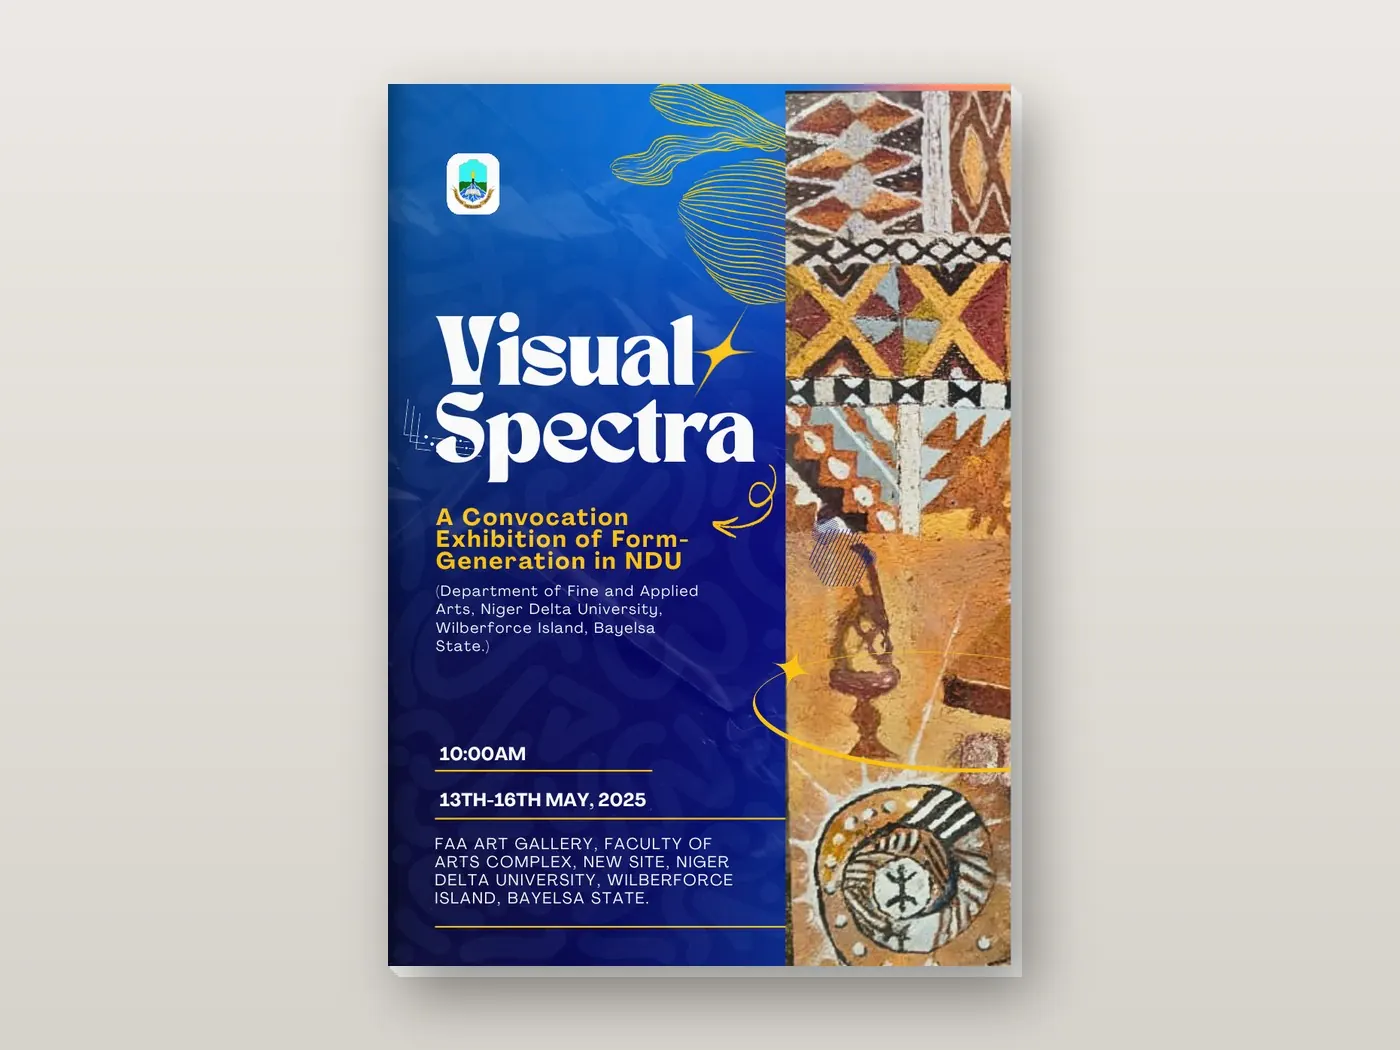 Visual
Spectra
A Convocation
Exhibition of Form-
Generation in NDU
(Department of Fine and Applied
Arts, Niger Delta University,
Wilberforce Island, Bayelsa
State.)
10:00AM
13TH-16TH MAY, 2025
FAA ART GALLERY, FACULTY OF
ARTS COMPLEX, NEW SITE, NIGER
DELTA UNIVERSITY, WILBERFORCE
ISLAND, BAYELSA STATE.